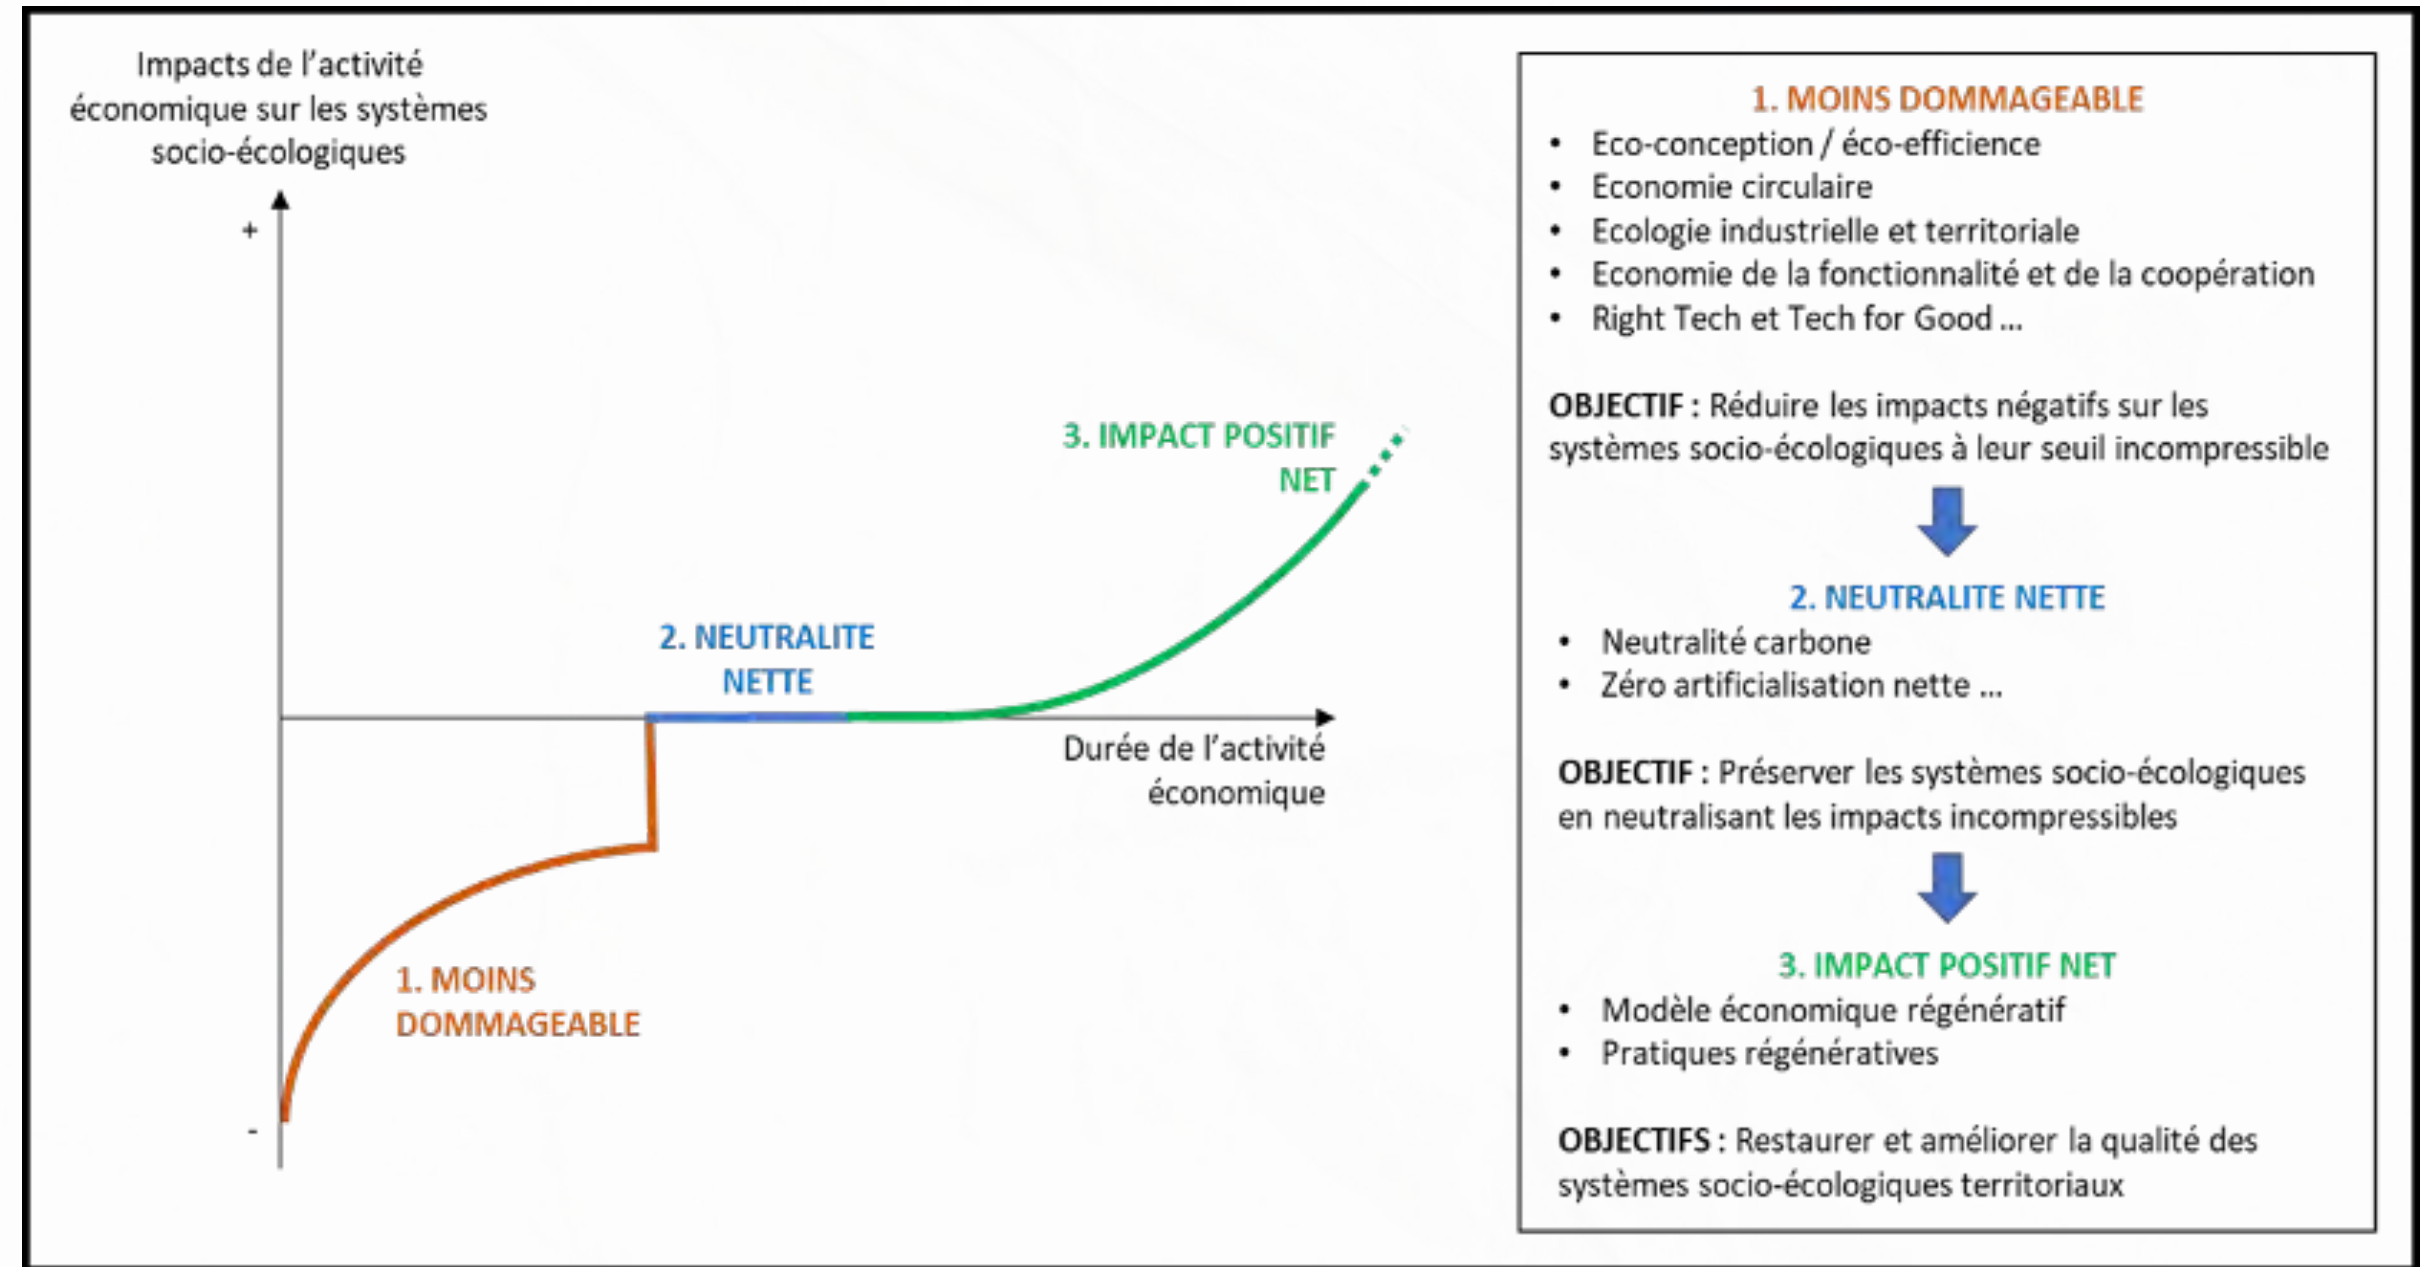 Impacts de l'activité
économique sur les systèmes
socio-écologiques
+
3. IMPACT POSITIF
NET
2. NEUTRALITE
NETTE
Durée de l'activité
économique
1. MOINS
DOMMAGEABLE
-
1. MOINS DOMMAGEABLE
• Eco-conception / éco-efficience
• Economie circulaire
• Ecologie industrielle et territoriale
• Economie de la fonctionnalité et de la coopération
• Right Tech et Tech for Good ...
OBJECTIF : Réduire les impacts négatifs sur les
systèmes socio-écologiques à leur seuil incompressible
2. NEUTRALITE NETTE
• Neutralité carbone
• Zéro artificialisation nette ...
OBJECTIF : Préserver les systèmes socio-écologiques
en neutralisant les impacts incompressibles
3. IMPACT POSITIF NET
• Modèle économique régénératif
• Pratiques régénératives
OBJECTIFS : Restaurer et améliorer la qualité des
systèmes socio-écologiques territoriaux